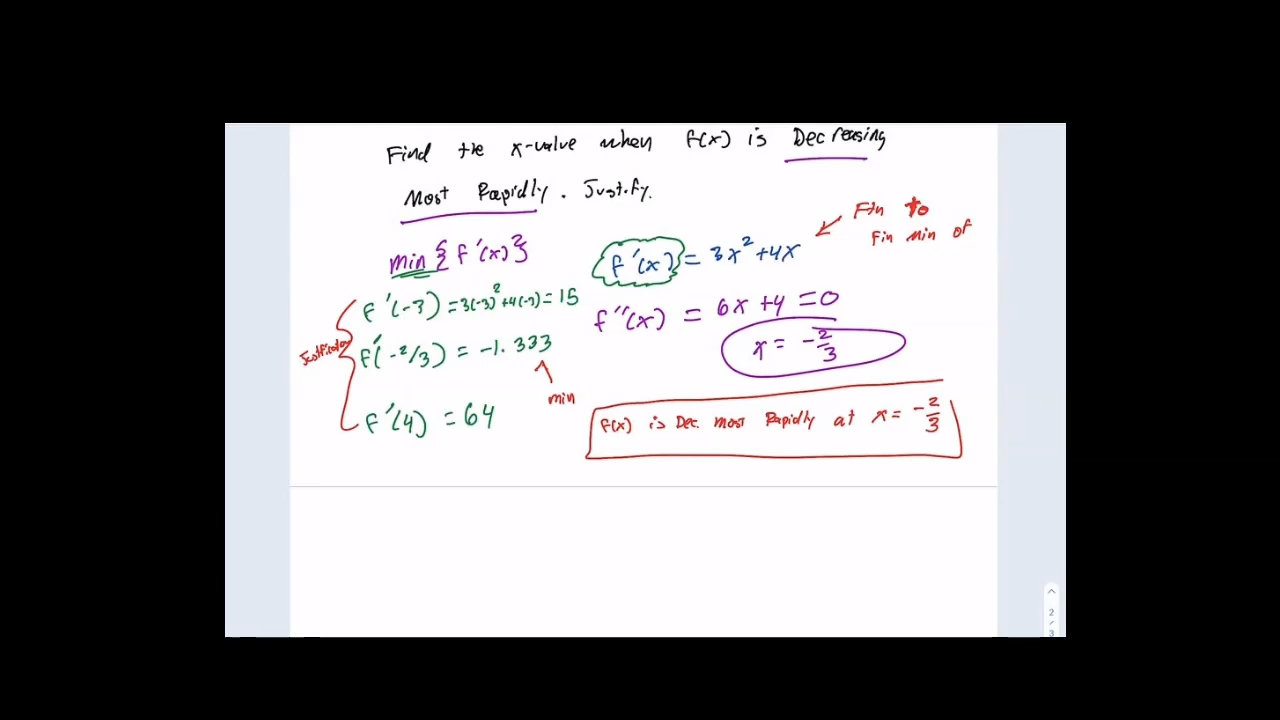 Find the x-value when f(x) is Decreasing
Most Rapidly. Justify.
Fin to
Fin min of
min { f'(x) }
f'(x) = 3x² + 4x
f'(-3) = 3(-3)² + 4(-3) = 15
f''(x) = 6x + 4 = 0
f'(-2/3) = -1.333
x = -2/3
min
f'(4) = 64
f(x) is Dec. most Rapidly at x = -2/3
2
/
3